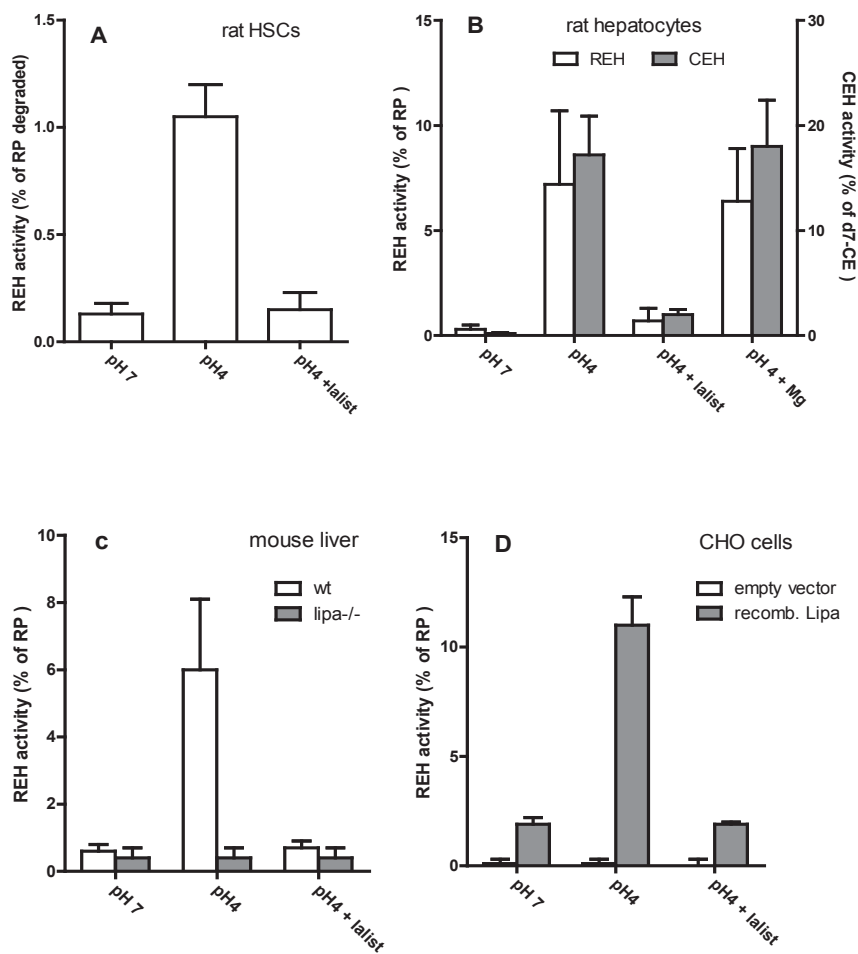 A
rat HSCs
REH activity (% of RP degraded)
1.5
1.0
0.5
0.0
pH 7
pH4
pH4 +lalist
B
rat hepatocytes
REH
CEH
REH activity (% of RP)
15
10
5
0
CEH activity (% of d7-CE )
30
20
10
0
pH 7
pH4
pH4 + lalist
pH 4 + Mg
c
mouse liver
wt
lipa-/-
REH activity (% of RP )
10
8
6
4
2
0
pH 7
pH4
pH4 + lalist
D
CHO cells
empty vector
recomb. Lipa
REH activity (% of RP )
15
10
5
0
pH 7
pH4
pH4 + lalist